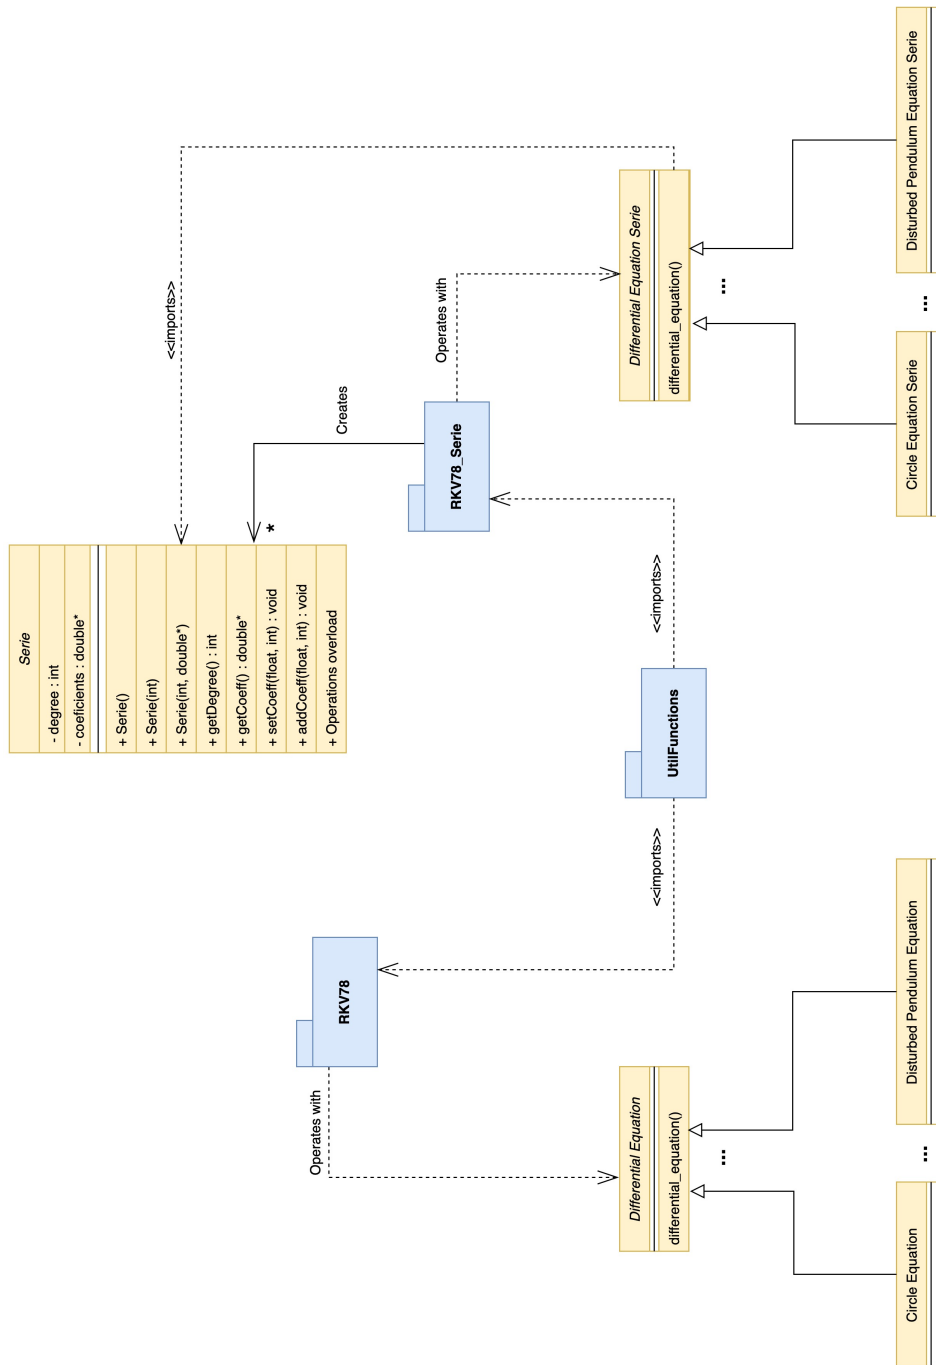 Serie
- degree : int
- coeficients : double*
+ Serie()
+ Serie(int)
+ Serie(int, double*)
+ getDegree() : int
+ getCoeff() : double*
+ setCoeff(float, int) : void
+ addCoeff(float, int) : void
+ Operations overload
<<imports>>
Creates
*
RKV78
Operates with
RKV78_Serie
Operates with
UtilFunctions
<<imports>>
<<imports>>
Differential Equation
differential_equation()
...
Differential Equation Serie
differential_equation()
...
Circle Equation
...
Disturbed Pendulum Equation
Circle Equation Serie
...
Disturbed Pendulum Equation Serie